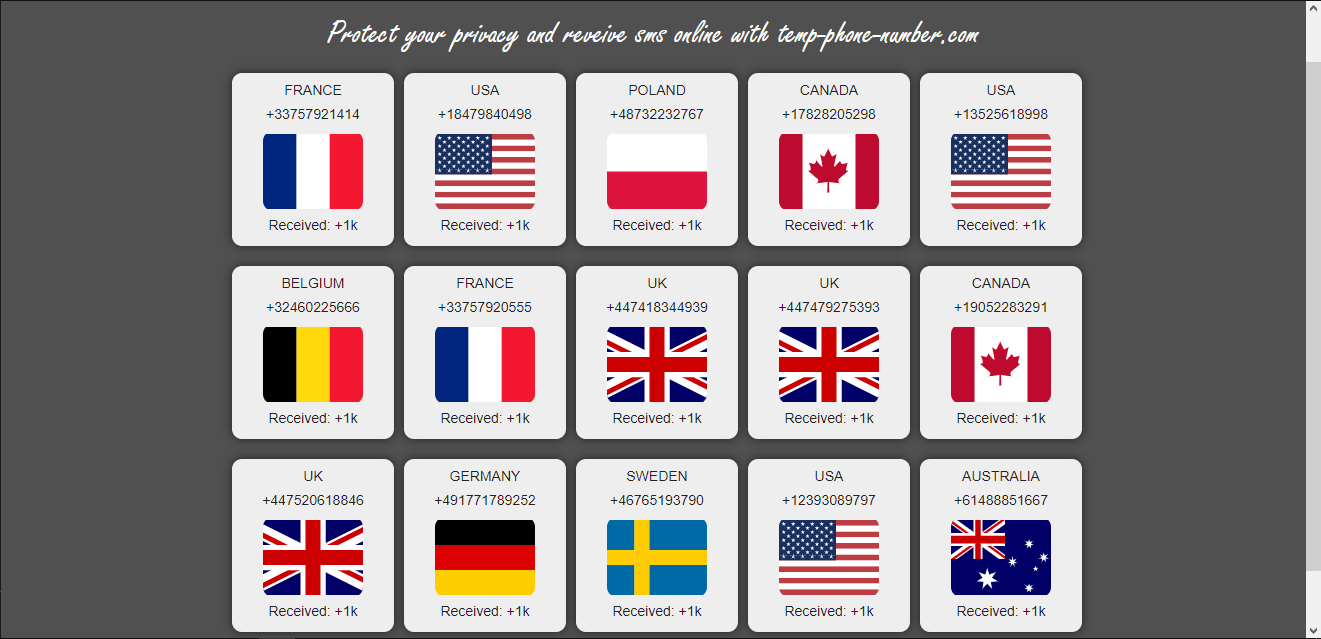 Protect your privacy and reveive sms online with temp-phone-number.com
FRANCE
+33757921414
Received: +1k
USA
+18479840498
Received: +1k
POLAND
+48732232767
Received: +1k
CANADA
+17828205298
Received: +1k
USA
+13525618998
Received: +1k
BELGIUM
+32460225666
Received: +1k
FRANCE
+33757920555
Received: +1k
UK
+447418344939
Received: +1k
UK
+447479275393
Received: +1k
CANADA
+19052283291
Received: +1k
UK
+447520618846
Received: +1k
GERMANY
+491771789252
Received: +1k
SWEDEN
+46765193790
Received: +1k
USA
+12393089797
Received: +1k
AUSTRALIA
+61488851667
Received: +1k